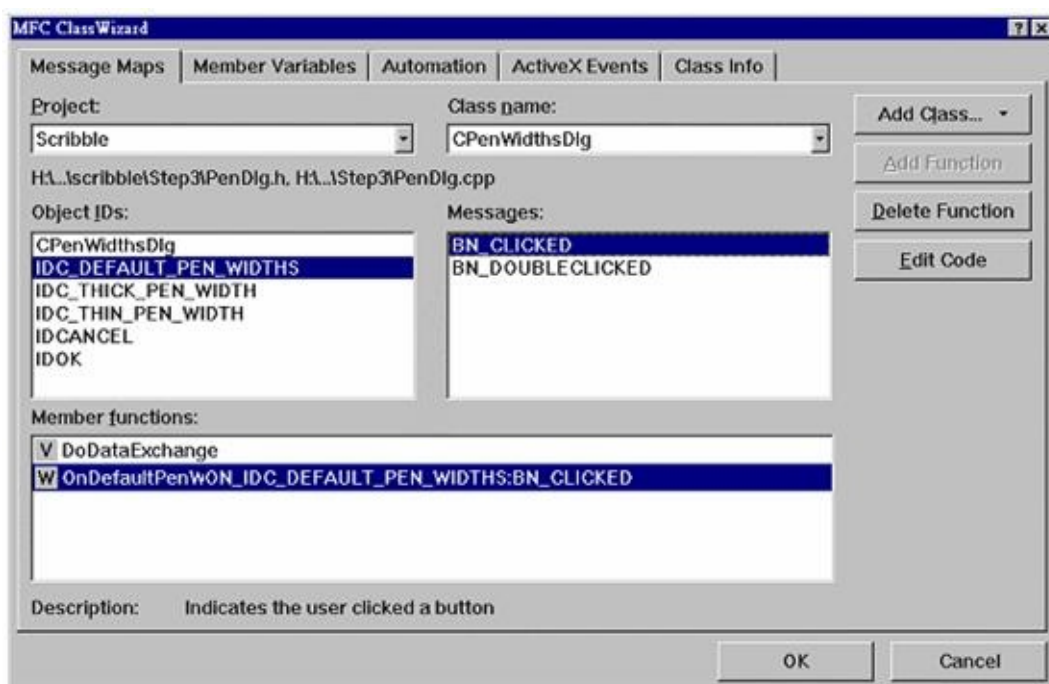 MFC ClassWizard
Message Maps
Member Variables
Automation
ActiveX Events
Class Info
Project:
Class name:
Add Class...
Scribble
CPenWidthsDlg
Add Function
H:\...\scribble\Step3\PenDlg.h, H:\...\Step3\PenDlg.cpp
Object IDs:
Messages:
Delete Function
CPenWidthsDlg
IDC_DEFAULT_PEN_WIDTHS
IDC_THICK_PEN_WIDTH
IDC_THIN_PEN_WIDTH
IDCANCEL
IDOK
BN_CLICKED
BN_DOUBLECLICKED
Edit Code
Member functions:
V DoDataExchange
W OnDefaultPenWON_IDC_DEFAULT_PEN_WIDTHS:BN_CLICKED
Description: Indicates the user clicked a button
OK
Cancel